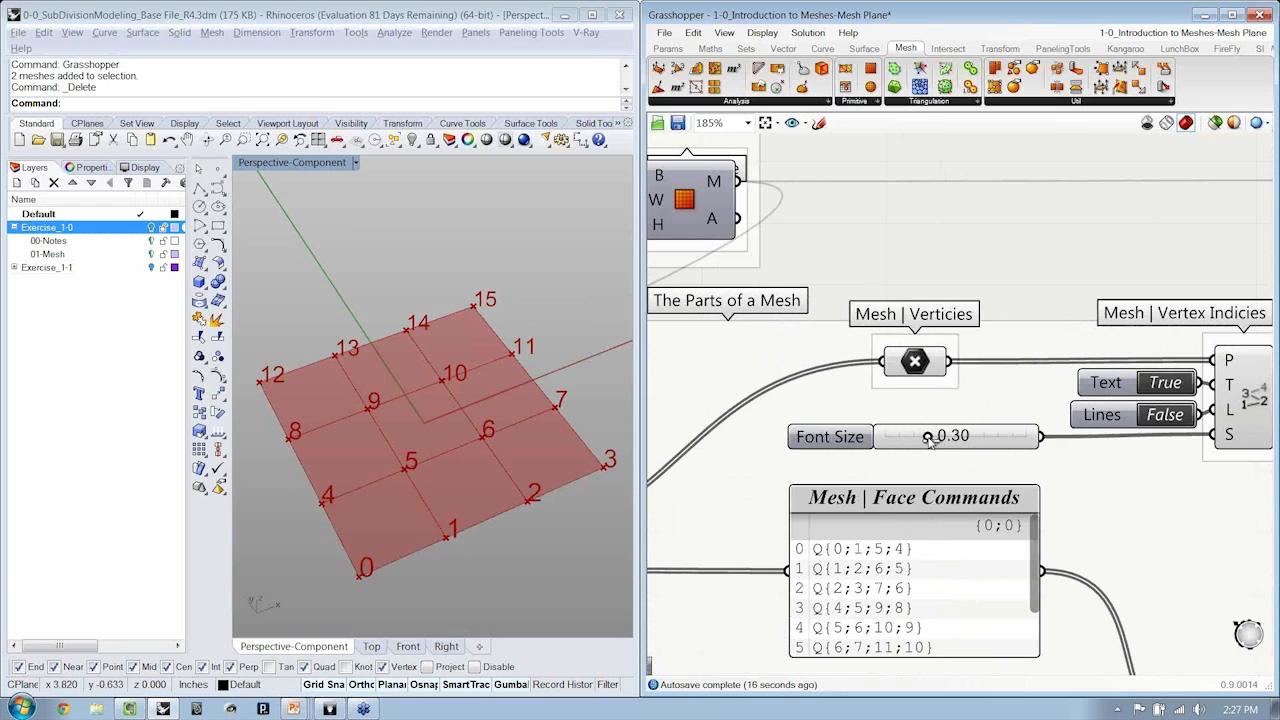 0-0_SubDivisionModeling_Base File_R4.3dm (175 KB) - Rhinoceros (Evaluation 81 Days Remaining) (64-bit) - [Perspect...
File Edit View Curve Surface Solid Mesh Dimension Transform Tools Analyze Render Panels Paneling Tools V-Ray
Help
Command: Grasshopper
2 meshes added to selection.
Command: _Delete
Command:
Standard CPlanes Set View Display Select Viewport Layout Visibility Transform Curve Tools Surface Tools Solid Too
Layers Properti... Display
Name
Default
Exercise_1-0
00-Notes
01-Mesh
Exercise_1-1
Perspective-Component
15
14
13
11
12
10
9
7
8
6
5
3
4
2
1
0
z
y
x
Perspective-Component Top Front Right
End Near Point Mid Cen Int Perp Tan Quad Knot Vertex Project Disable
CPlane x 3.820 y -0.633 z 0.000 Inches Default Grid Sna Ortho Planar Osnap SmartTrac Gumba Record Histor Filter
Grasshopper - 1-0_Introduction to Meshes-Mesh Plane*
File Edit View Display Solution Help 1-0_Introduction to Meshes-Mesh Plane
Params Maths Sets Vector Curve Surface Mesh Intersect Transform PanelingTools Kangaroo LunchBox FireFly
Analysis Primitive Triangulation Util
185%
B M
W
H A
The Parts of a Mesh
Mesh | Verticies
Mesh | Vertex Indicies
P
Text True T
Lines False L
Font Size 0.30 S
3 4
1 2
Mesh | Face Commands
{0;0}
0 Q{0;1;5;4}
1 Q{1;2;6;5}
2 Q{2;3;7;6}
3 Q{4;5;9;8}
4 Q{5;6;10;9}
5 Q{6;7;11;10}
Autosave complete (16 seconds ago) 0.9.0014
2:27 PM